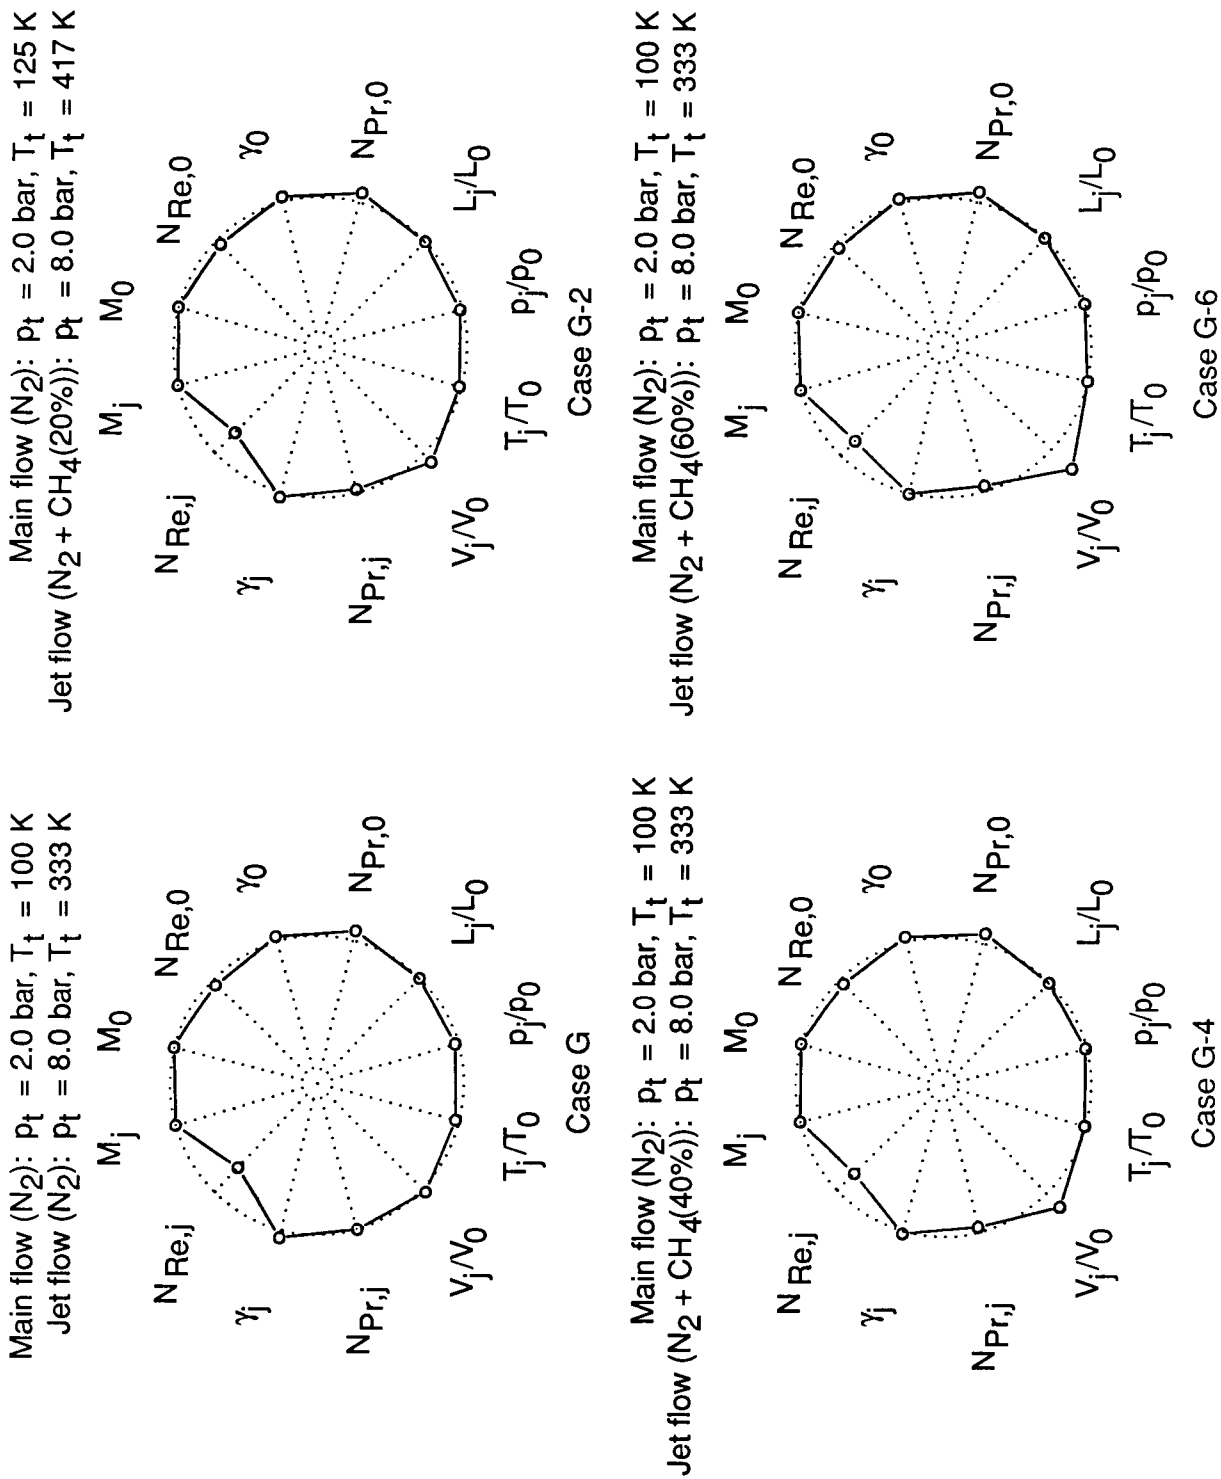 Main flow (N2): pt = 2.0 bar, Tt = 100 K
Jet flow (N2): pt = 8.0 bar, Tt = 333 K
Mj
M0
NRe,0
γ0
NPr,0
Lj/L0
pj/p0
Tj/T0
Vj/V0
NPr,j
γj
NRe,j
Case G
Main flow (N2): pt = 2.0 bar, Tt = 125 K
Jet flow (N2 + CH4(20%)): pt = 8.0 bar, Tt = 417 K
Mj
M0
NRe,0
γ0
NPr,0
Lj/L0
pj/p0
Tj/T0
Vj/V0
NPr,j
γj
NRe,j
Case G-2
Main flow (N2): pt = 2.0 bar, Tt = 100 K
Jet flow (N2 + CH4(40%)): pt = 8.0 bar, Tt = 333 K
Mj
M0
NRe,0
γ0
NPr,0
Lj/L0
pj/p0
Tj/T0
Vj/V0
NPr,j
γj
NRe,j
Case G-4
Main flow (N2): pt = 2.0 bar, Tt = 100 K
Jet flow (N2 + CH4(60%)): pt = 8.0 bar, Tt = 333 K
Mj
M0
NRe,0
γ0
NPr,0
Lj/L0
pj/p0
Tj/T0
Vj/V0
NPr,j
γj
NRe,j
Case G-6